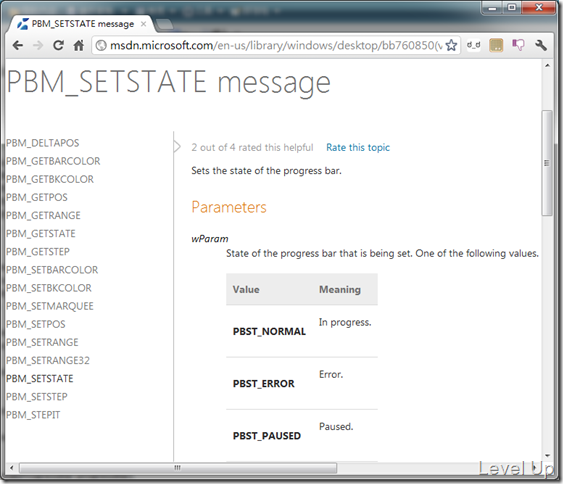 PBM_SETSTATE message
msdn.microsoft.com/en-us/library/windows/desktop/bb760850(v
d_d
PBM_SETSTATE message
PBM_DELTAPOS
PBM_GETBARCOLOR
PBM_GETBKCOLOR
PBM_GETPOS
PBM_GETRANGE
PBM_GETSTATE
PBM_GETSTEP
PBM_SETBARCOLOR
PBM_SETBKCOLOR
PBM_SETMARQUEE
PBM_SETPOS
PBM_SETRANGE
PBM_SETRANGE32
PBM_SETSTATE
PBM_SETSTEP
PBM_STEPIT
2 out of 4 rated this helpful Rate this topic
Sets the state of the progress bar.
Parameters
wParam
State of the progress bar that is being set. One of the following values.
Value Meaning
PBST_NORMAL In progress.
PBST_ERROR Error.
PBST_PAUSED Paused.
Level Up